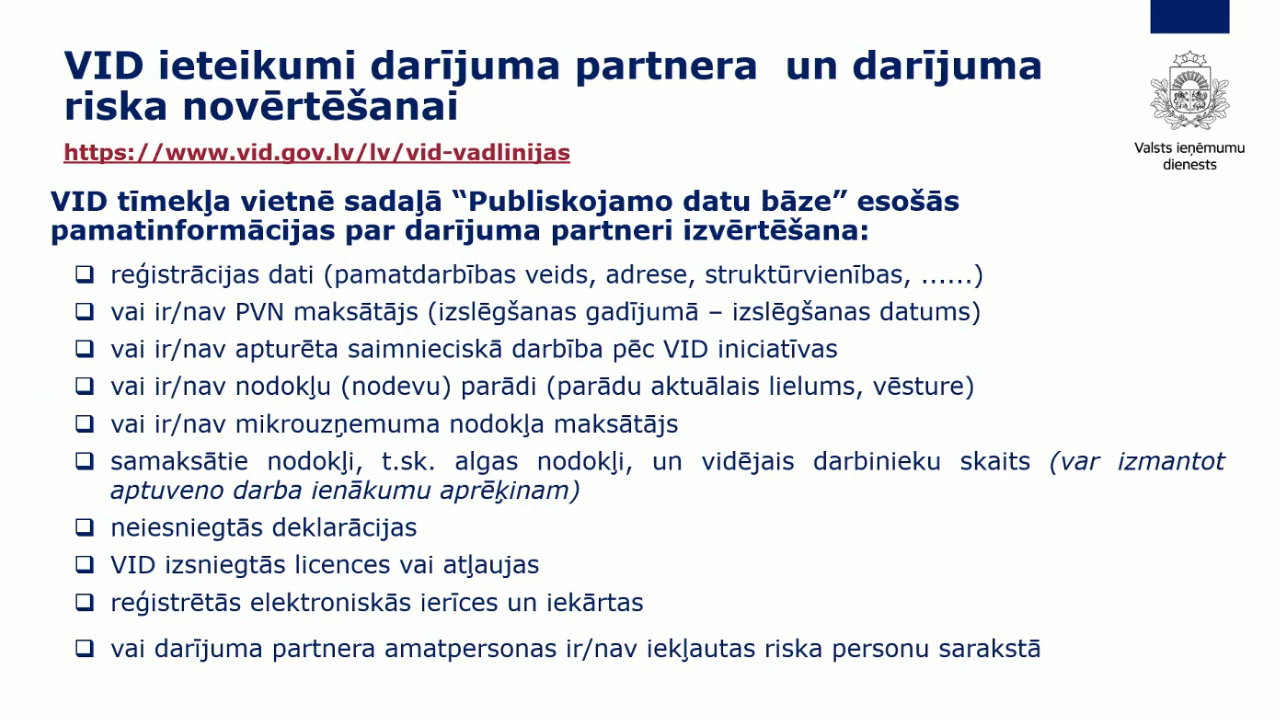 VID ieteikumi darījuma partnera un darījuma
riska novērtēšanai
https://www.vid.gov.lv/lv/vid-vadlinijas
Valsts ieņēmumu
dienests
VID tīmekļa vietnē sadaļā “Publiskojamo datu bāze” esošās
pamatinformācijas par darījuma partneri izvērtēšana:
❑ reģistrācijas dati (pamatdarbības veids, adrese, struktūrvienības, ......)
❑ vai ir/nav PVN maksātājs (izslēgšanas gadījumā – izslēgšanas datums)
❑ vai ir/nav apturēta saimnieciskā darbība pēc VID iniciatīvas
❑ vai ir/nav nodokļu (nodevu) parādi (parādu aktuālais lielums, vēsture)
❑ vai ir/nav mikrouzņemuma nodokļa maksātājs
❑ samaksātie nodokļi, t.sk. algas nodokļi, un vidējais darbinieku skaits (var izmantot
aptuveno darba ienākumu aprēķinam)
❑ neiesniegtās deklarācijas
❑ VID izsniegtās licences vai atļaujas
❑ reģistrētās elektroniskās ierīces un iekārtas
❑ vai darījuma partnera amatpersonas ir/nav iekļautas riska personu sarakstā